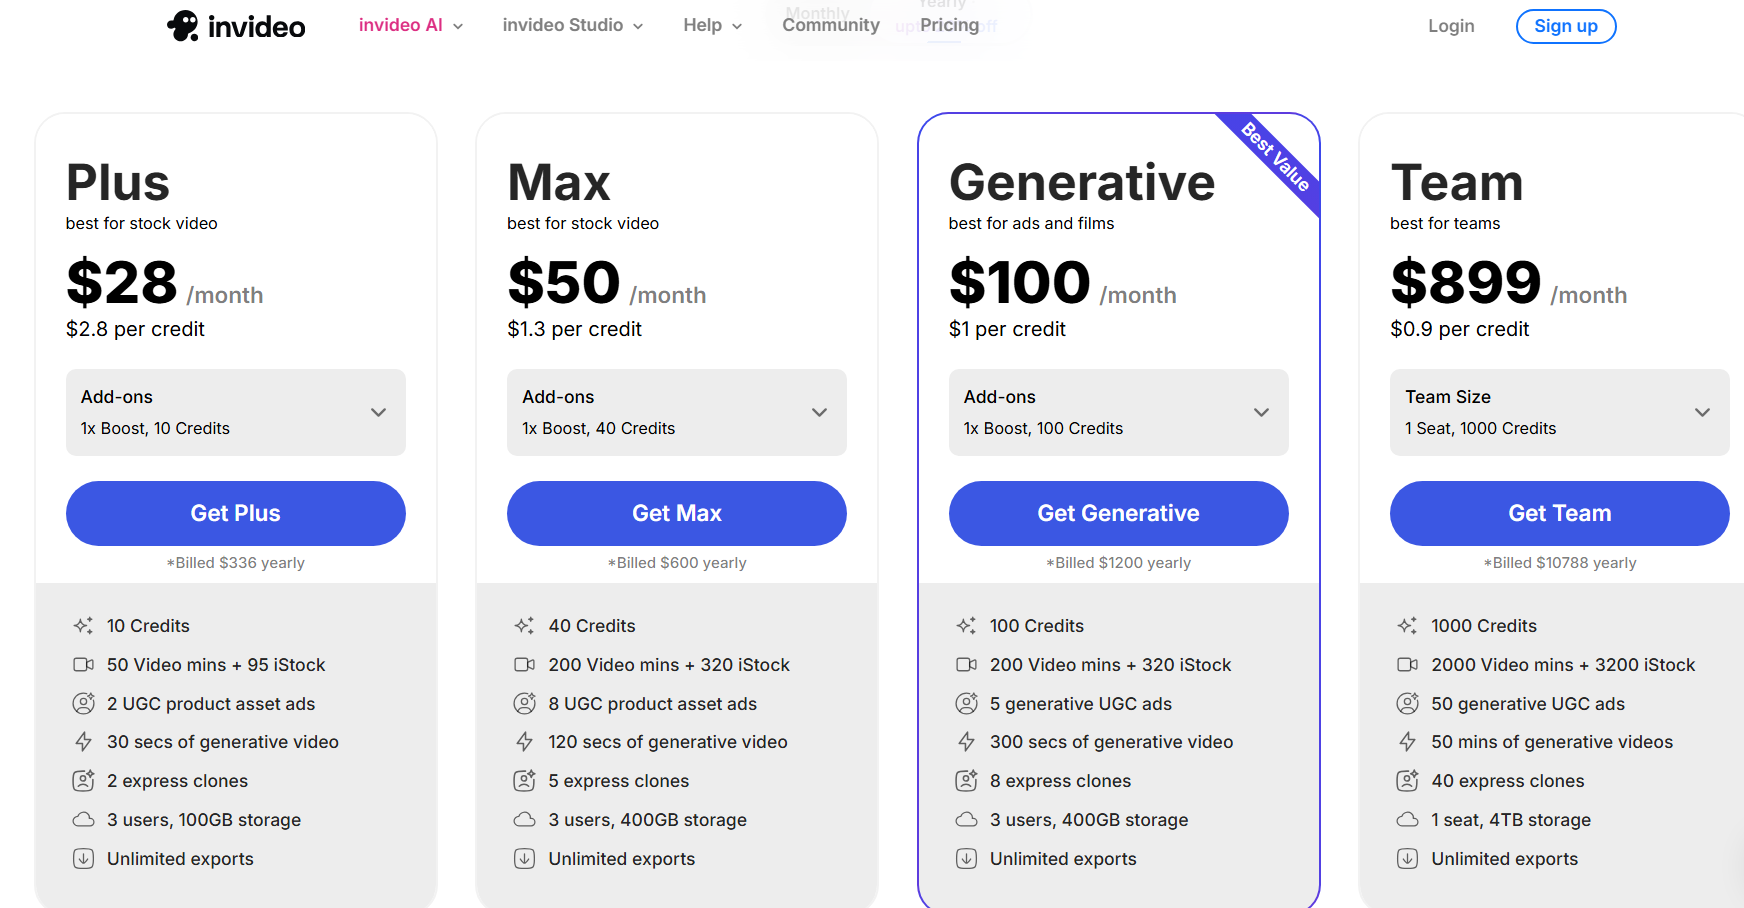 invideo
invideo AI
invideo Studio
Help
Community
Pricing
Monthly
Yearly
Login
Sign up
Plus
best for stock video
$28 /month
$2.8 per credit
Add-ons
1x Boost, 10 Credits
Get Plus
*Billed $336 yearly
10 Credits
50 Video mins + 95 iStock
2 UGC product asset ads
30 secs of generative video
2 express clones
3 users, 100GB storage
Unlimited exports
Max
best for stock video
$50 /month
$1.3 per credit
Add-ons
1x Boost, 40 Credits
Get Max
*Billed $600 yearly
40 Credits
200 Video mins + 320 iStock
8 UGC product asset ads
120 secs of generative video
5 express clones
3 users, 400GB storage
Unlimited exports
Best Value
Generative
best for ads and films
$100 /month
$1 per credit
Add-ons
1x Boost, 100 Credits
Get Generative
*Billed $1200 yearly
100 Credits
200 Video mins + 320 iStock
5 generative UGC ads
300 secs of generative video
8 express clones
3 users, 400GB storage
Unlimited exports
Team
best for teams
$899 /month
$0.9 per credit
Team Size
1 Seat, 1000 Credits
Get Team
*Billed $10788 yearly
1000 Credits
2000 Video mins + 3200 iStock
50 generative UGC ads
50 mins of generative videos
40 express clones
1 seat, 4TB storage
Unlimited exports